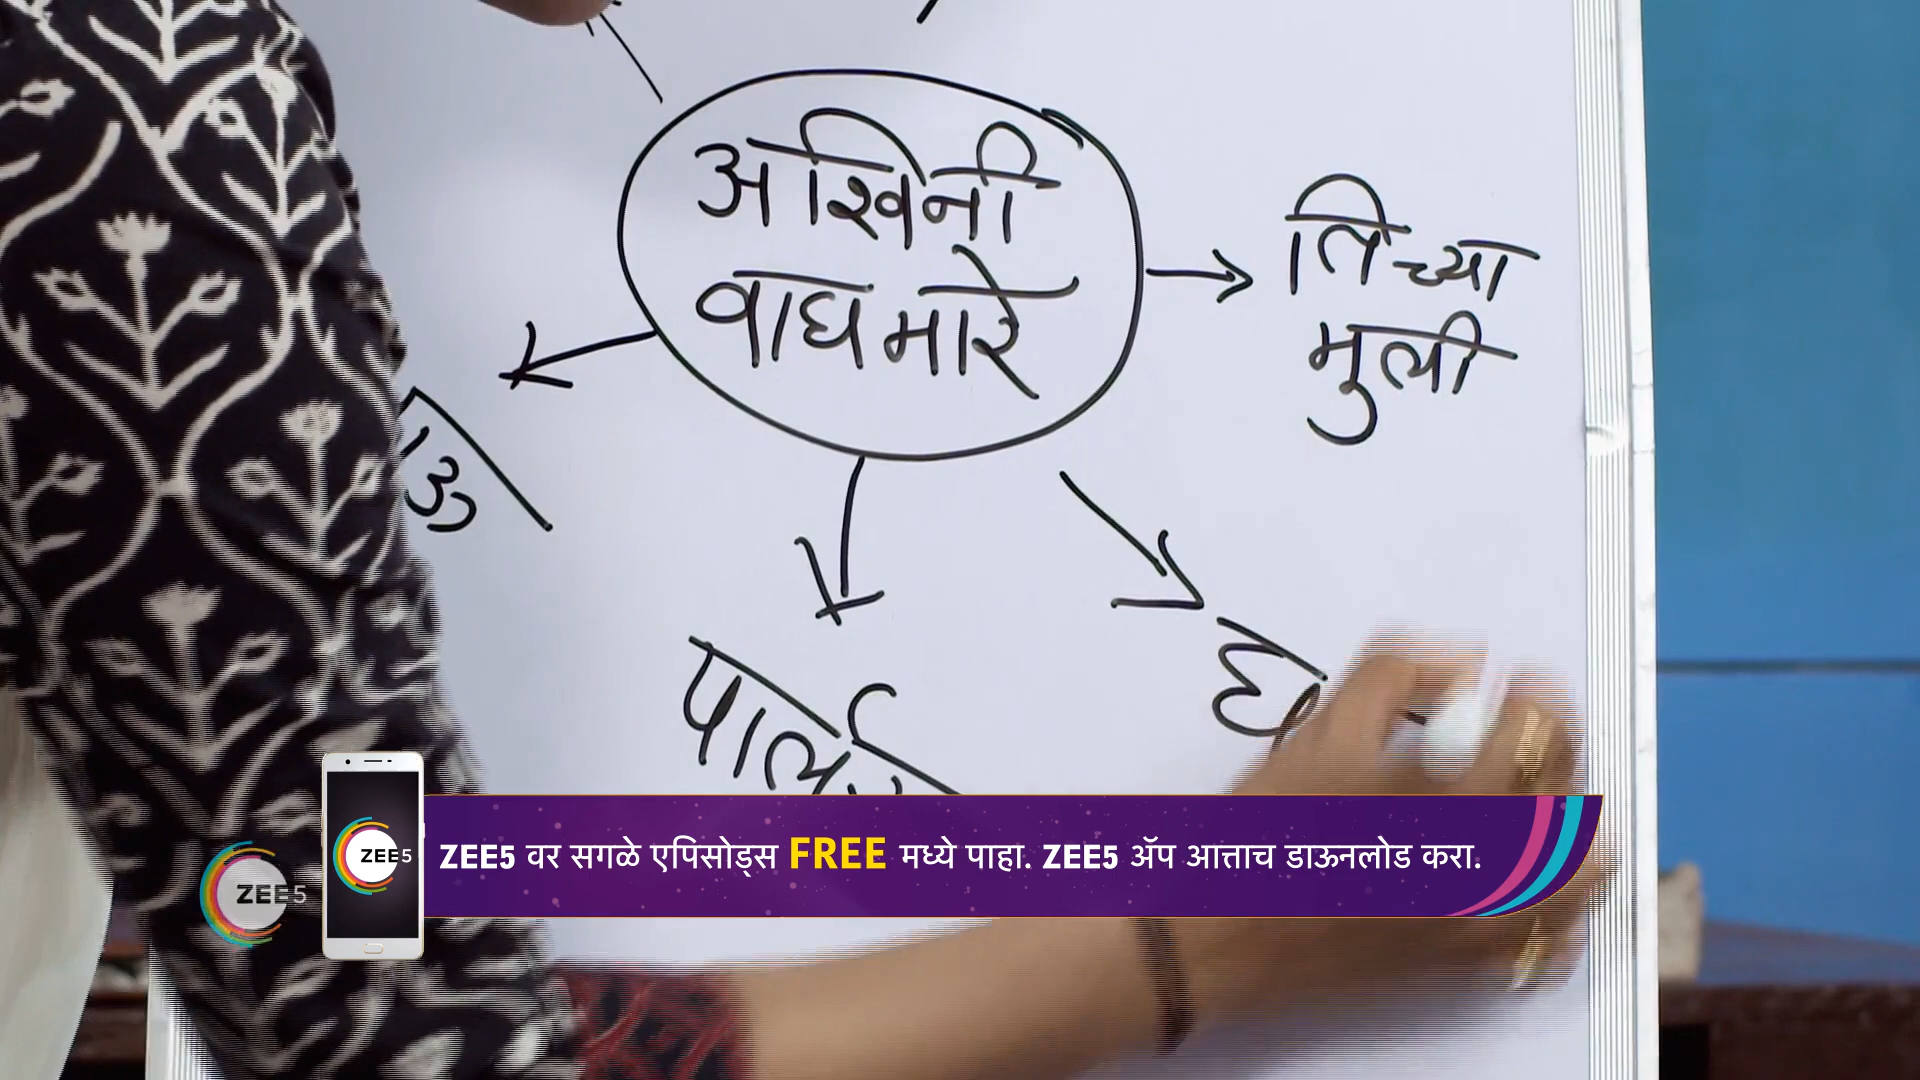 अश्विनी
वाघमारे
तिच्या
मुली
ZEE5
ZEE5
ZEE5 वर सगळे एपिसोड्स FREE मध्ये पाहा. ZEE5 ॲप आत्ताच डाऊनलोड करा.